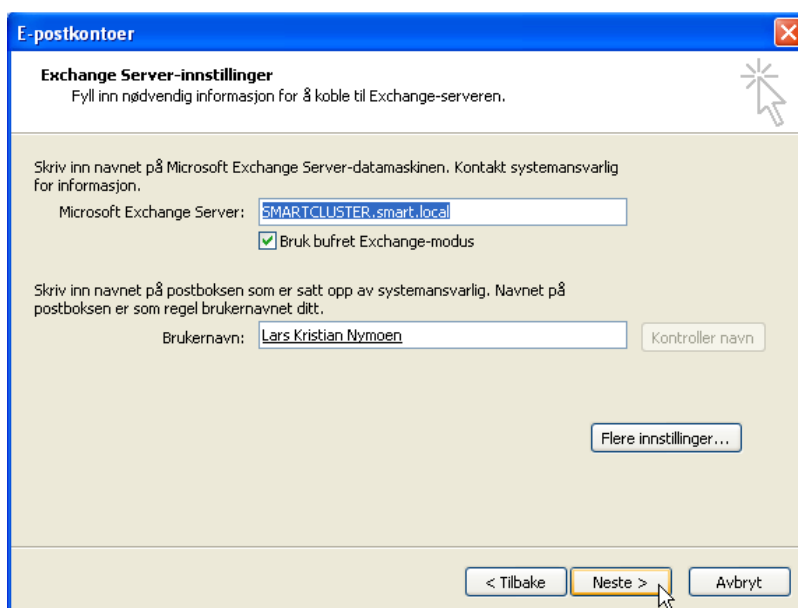 E-postkontoer
Exchange Server-innstillinger
Fyll inn nødvendig informasjon for å koble til Exchange-serveren.
Skriv inn navnet på Microsoft Exchange Server-datamaskinen. Kontakt systemansvarlig
for informasjon.
Microsoft Exchange Server: SMARTCLUSTER.smart.local
Bruk bufret Exchange-modus
Skriv inn navnet på postboksen som er satt opp av systemansvarlig. Navnet på
postboksen er som regel brukernavnet ditt.
Brukernavn: Lars Kristian Nymoen Kontroller navn
Flere innstillinger...
< Tilbake Neste > Avbryt